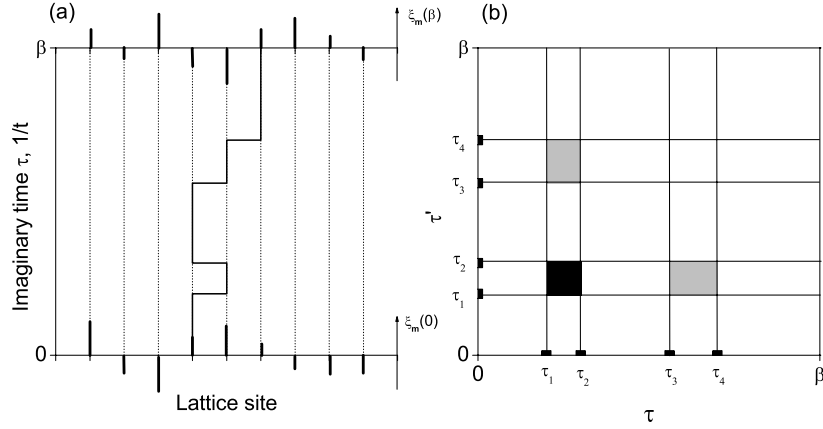 (a)
ξm(β)
β
Imaginary time τ, 1/t
ξm(0)
0
Lattice site
(b)
β
τ4
τ3
τ'
τ2
τ1
0
0
τ1
τ2
τ3
τ4
β
τ